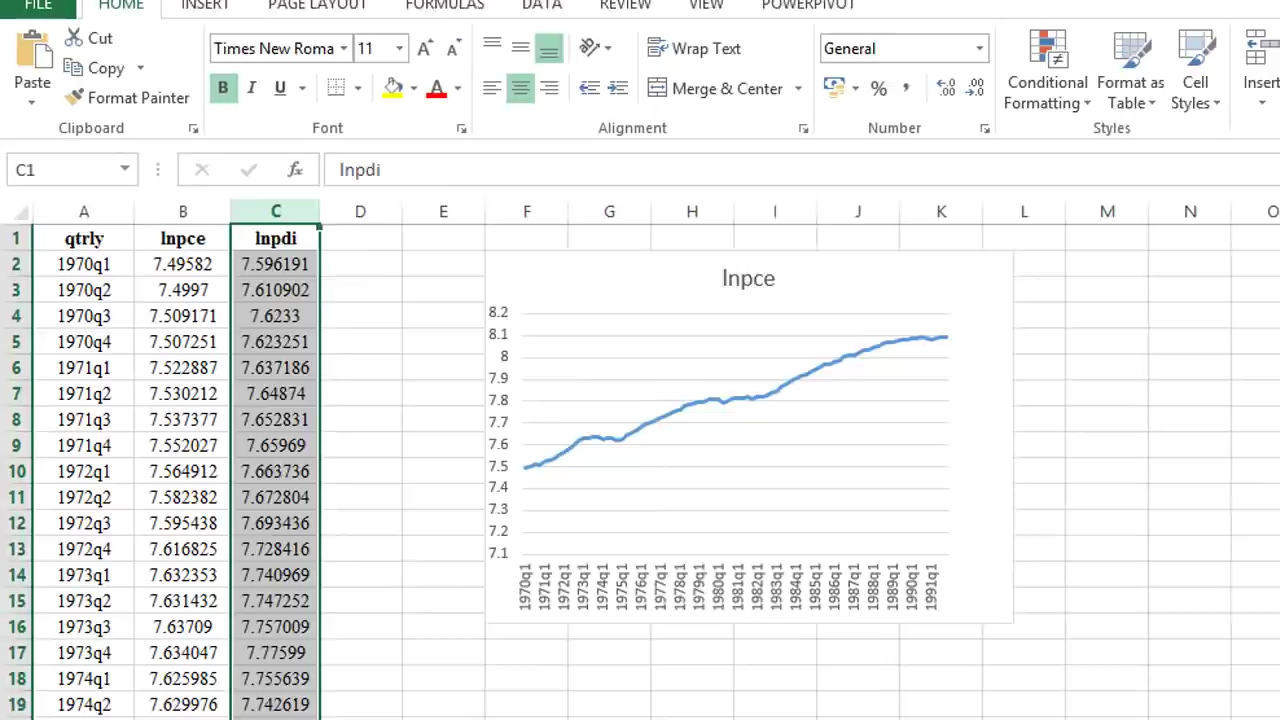 FILE HOME INSERT PAGE LAYOUT FORMULAS DATA REVIEW VIEW POWERPIVOT
Paste
Cut
Copy
Format Painter
Clipboard
Times New Roma 11 A A
B I U A
Font
Wrap Text
Merge & Center
Alignment
General
% , .0 .00 .00 .0
Number
Conditional Formatting
Format as Table
Cell Styles
Styles
Insert
C1 fx lnpdi
A B C D E F G H I J K L M N O
1 qtrly lnpce lnpdi
2 1970q1 7.49582 7.596191
3 1970q2 7.4997 7.610902
4 1970q3 7.509171 7.6233
5 1970q4 7.507251 7.623251
6 1971q1 7.522887 7.637186
7 1971q2 7.530212 7.64874
8 1971q3 7.537377 7.652831
9 1971q4 7.552027 7.65969
10 1972q1 7.564912 7.663736
11 1972q2 7.582382 7.672804
12 1972q3 7.595438 7.693436
13 1972q4 7.616825 7.728416
14 1973q1 7.632353 7.740969
15 1973q2 7.631432 7.747252
16 1973q3 7.63709 7.757009
17 1973q4 7.634047 7.77599
18 1974q1 7.625985 7.755639
19 1974q2 7.629976 7.742619
lnpce
8.2
8.1
8
7.9
7.8
7.7
7.6
7.5
7.4
7.3
7.2
7.1
1970q1 1971q1 1972q1 1973q1 1974q1 1975q1 1976q1 1977q1 1978q1 1979q1 1980q1 1981q1 1982q1 1983q1 1984q1 1985q1 1986q1 1987q1 1988q1 1989q1 1990q1 1991q1